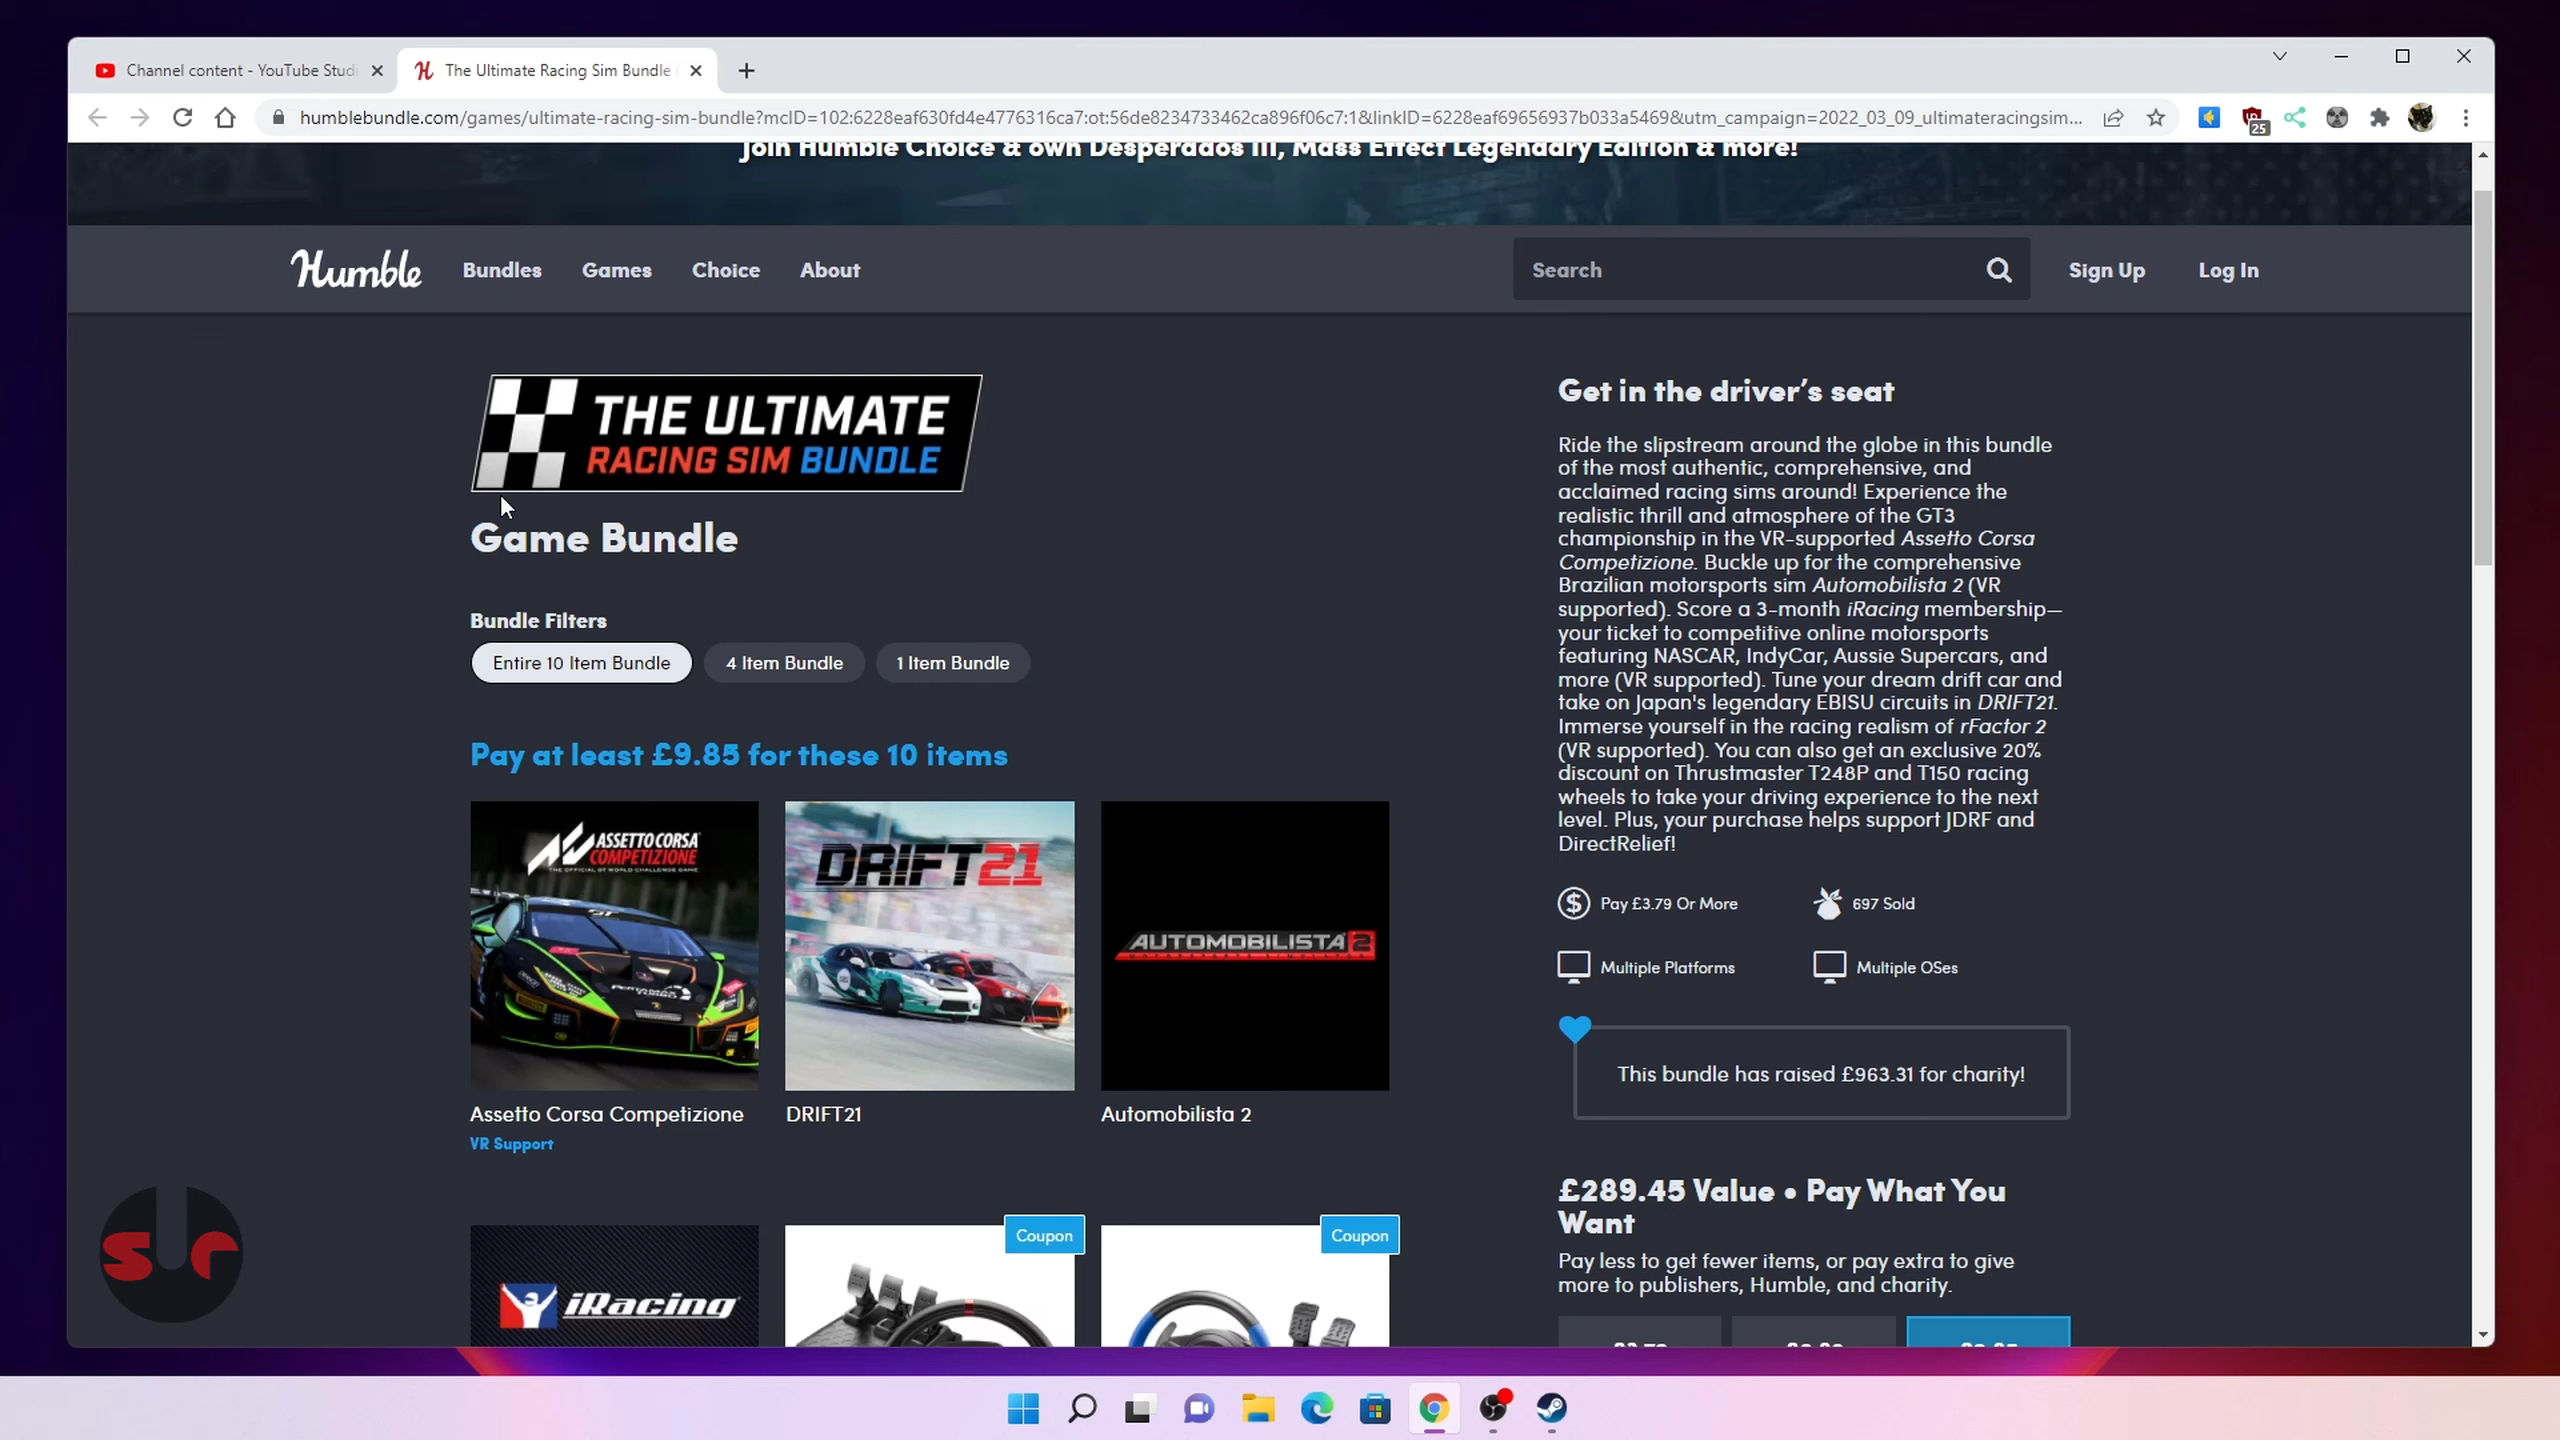 Channel content - YouTube Studi
The Ultimate Racing Sim Bundle
humblebundle.com/games/ultimate-racing-sim-bundle?mcID=102:6228eaf630fd4e4776316ca7:ot:56de8234733462ca896f06c7:1&linkID=6228eaf69656937b033a5469&utm_campaign=2022_03_09_ultimateracingsim...
25
Join Humble Choice & own Desperados III, Mass Effect Legendary Edition & more!
Humble
Bundles
Games
Choice
About
Search
Sign Up
Log In
THE ULTIMATE
RACING SIM BUNDLE
Game Bundle
Bundle Filters
Entire 10 Item Bundle
4 Item Bundle
1 Item Bundle
Pay at least £9.85 for these 10 items
ASSETTO CORSA
COMPETIZIONE
THE OFFICIAL GT WORLD CHALLENGE GAME
DRIFT21
AUTOMOBILISTA 2
Assetto Corsa Competizione
VR Support
DRIFT21
Automobilista 2
iRacing
Coupon
Coupon
Get in the driver's seat
Ride the slipstream around the globe in this bundle
of the most authentic, comprehensive, and
acclaimed racing sims around! Experience the
realistic thrill and atmosphere of the GT3
championship in the VR-supported Assetto Corsa
Competizione. Buckle up for the comprehensive
Brazilian motorsports sim Automobilista 2 (VR
supported). Score a 3-month iRacing membership—
your ticket to competitive online motorsports
featuring NASCAR, IndyCar, Aussie Supercars, and
more (VR supported). Tune your dream drift car and
take on Japan's legendary EBISU circuits in DRIFT21.
Immerse yourself in the racing realism of rFactor 2
(VR supported). You can also get an exclusive 20%
discount on Thrustmaster T248P and T150 racing
wheels to take your driving experience to the next
level. Plus, your purchase helps support JDRF and
DirectRelief!
Pay £3.79 Or More
697 Sold
Multiple Platforms
Multiple OSes
This bundle has raised £963.31 for charity!
£289.45 Value • Pay What You
Want
Pay less to get fewer items, or pay extra to give
more to publishers, Humble, and charity.
sur